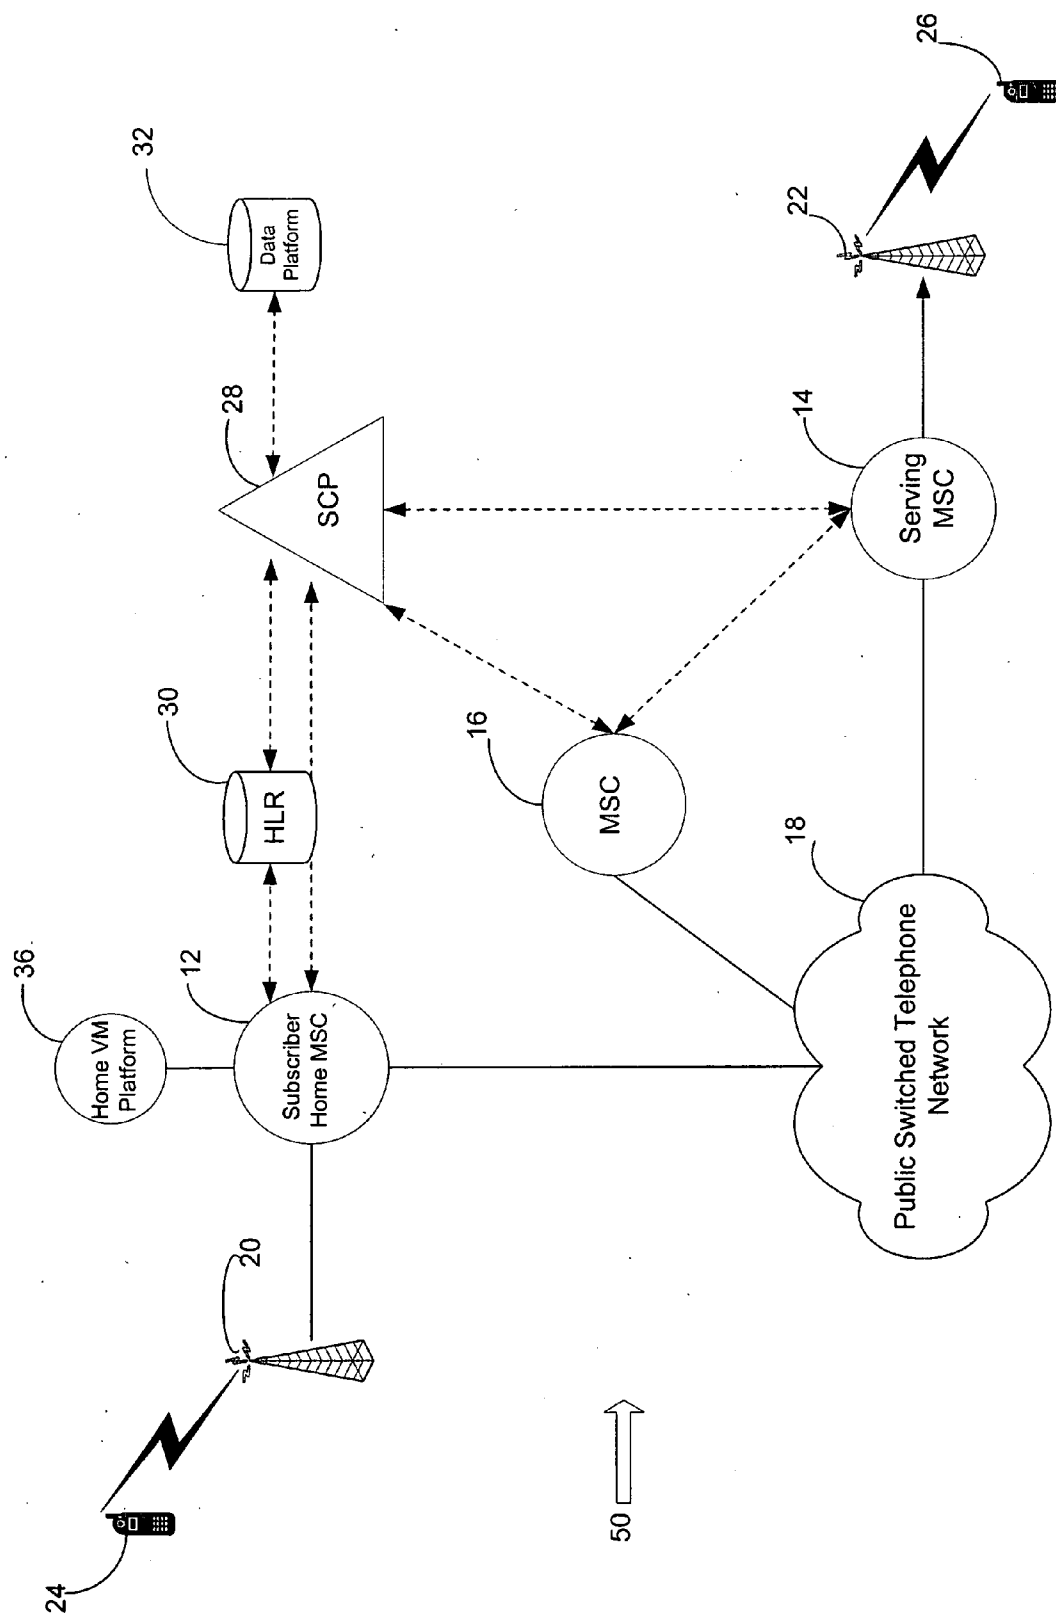 24
20
Home VM
Platform
36
Subscriber
Home MSC
12
HLR
30
SCP
28
Data
Platform
32
50
MSC
16
Public Switched Telephone
Network
18
Serving
MSC
14
22
26